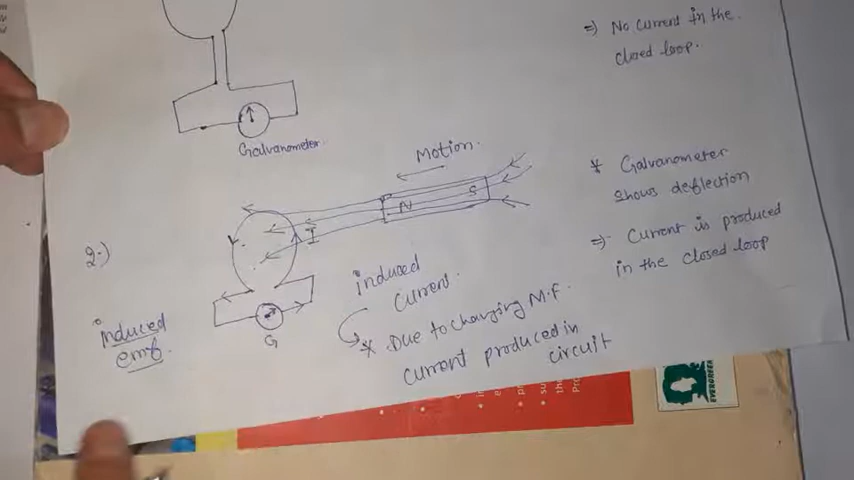 =) No current in the
closed loop.
Galvanometer
Motion.
* Galvanometer
shows deflection
=) Current is produced
in the closed loop
N S
I
2.)
induced
current.
induced
emf.
G
* Due to changing M.F.
current produced in
circuit
EVERGREEN